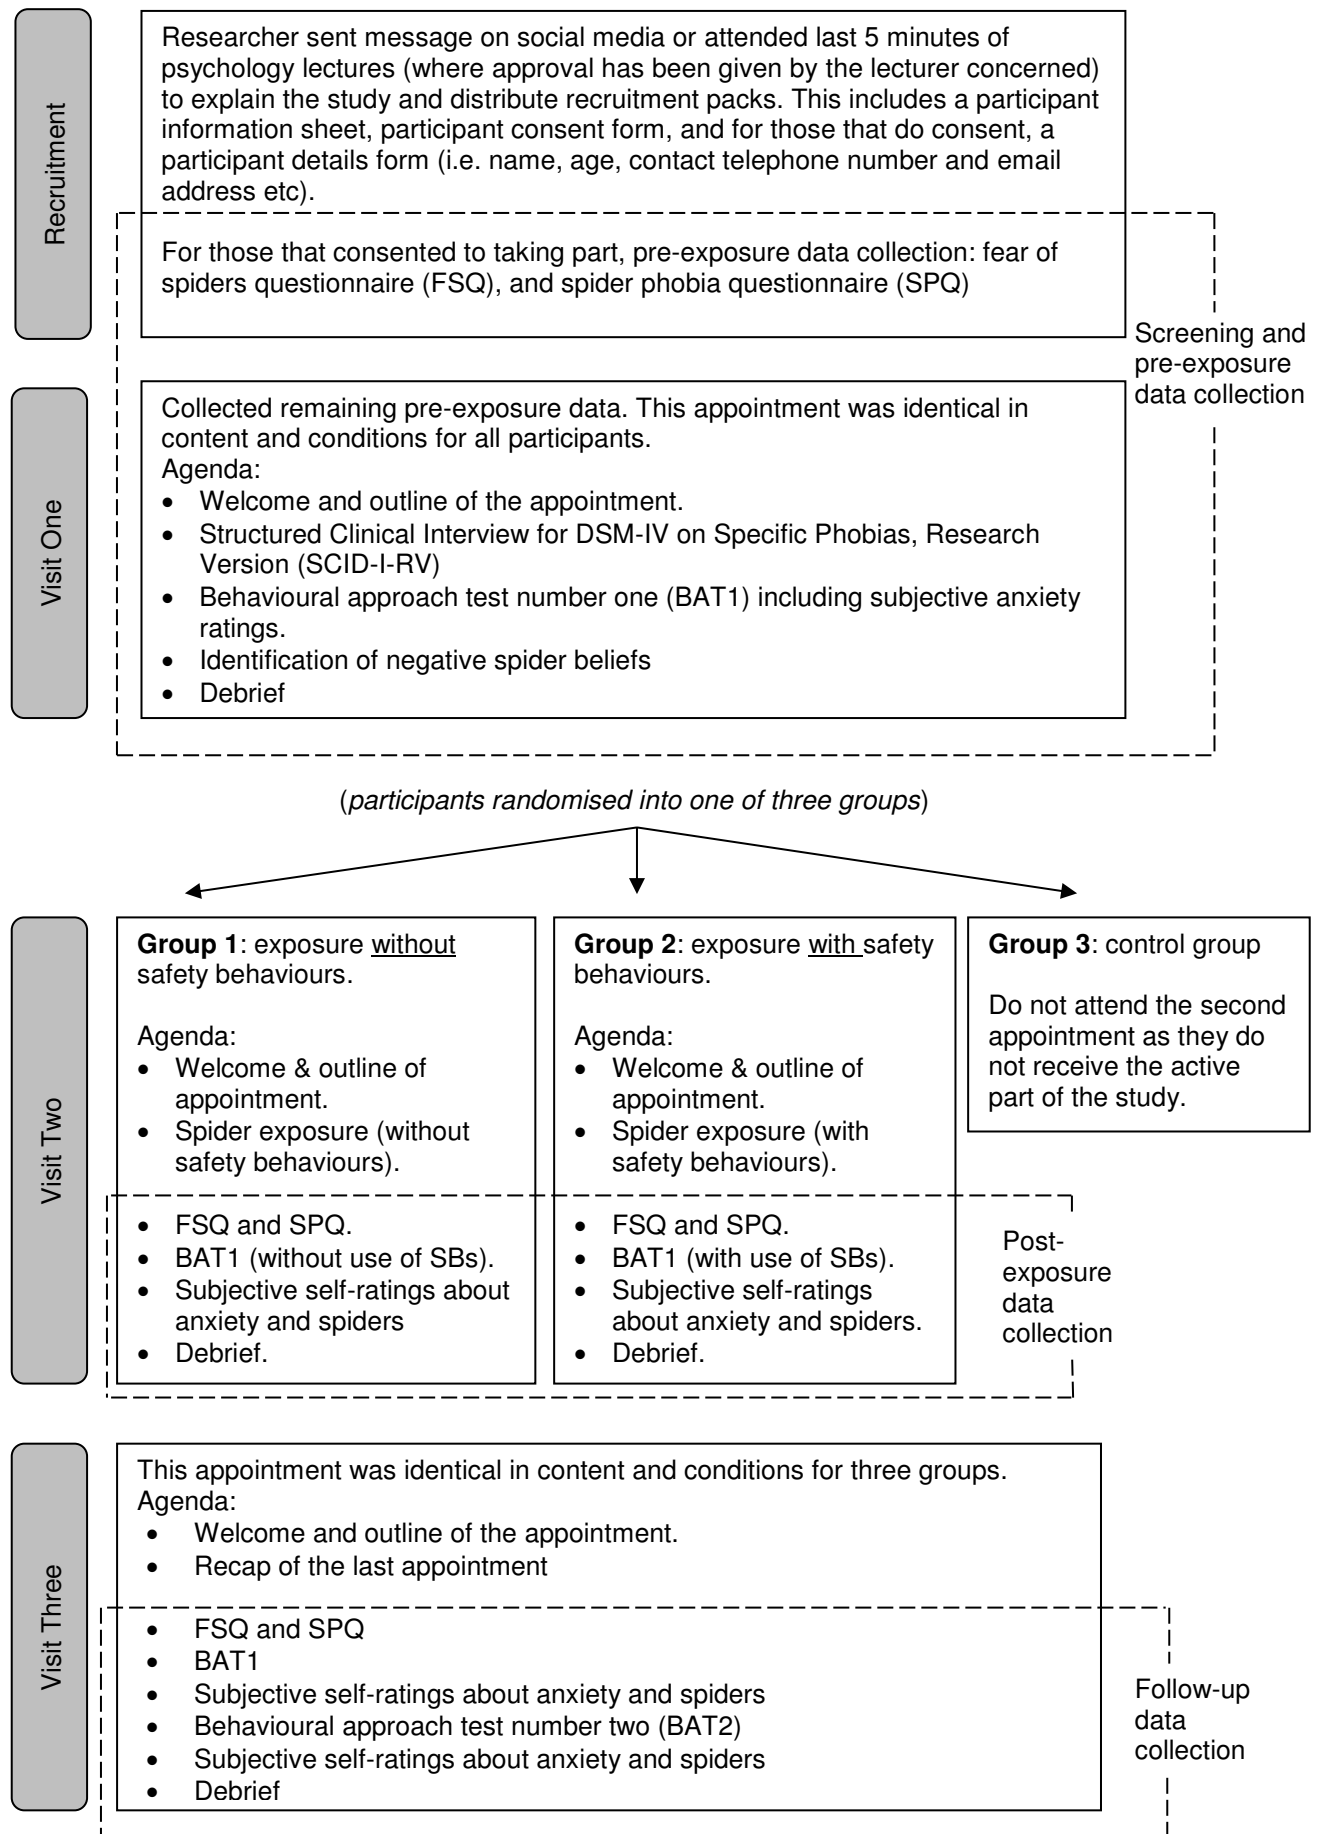 Recruitment
Researcher sent message on social media or attended last 5 minutes of
psychology lectures (where approval has been given by the lecturer concerned)
to explain the study and distribute recruitment packs. This includes a participant
information sheet, participant consent form, and for those that do consent, a
participant details form (i.e. name, age, contact telephone number and email
address etc).
For those that consented to taking part, pre-exposure data collection: fear of
spiders questionnaire (FSQ), and spider phobia questionnaire (SPQ)
Screening and
pre-exposure
data collection
Visit One
Collected remaining pre-exposure data. This appointment was identical in
content and conditions for all participants.
Agenda:
• Welcome and outline of the appointment.
• Structured Clinical Interview for DSM-IV on Specific Phobias, Research
Version (SCID-I-RV)
• Behavioural approach test number one (BAT1) including subjective anxiety
ratings.
• Identification of negative spider beliefs
• Debrief
(participants randomised into one of three groups)
Visit Two
Group 1: exposure without
safety behaviours.
Agenda:
• Welcome & outline of
appointment.
• Spider exposure (without
safety behaviours).
• FSQ and SPQ.
• BAT1 (without use of SBs).
• Subjective self-ratings about
anxiety and spiders
• Debrief.
Group 2: exposure with safety
behaviours.
Agenda:
• Welcome & outline of
appointment.
• Spider exposure (with
safety behaviours).
• FSQ and SPQ.
• BAT1 (with use of SBs).
• Subjective self-ratings
about anxiety and spiders.
• Debrief.
Group 3: control group
Do not attend the second
appointment as they do
not receive the active
part of the study.
Post-
exposure
data
collection
Visit Three
This appointment was identical in content and conditions for three groups.
Agenda:
• Welcome and outline of the appointment.
• Recap of the last appointment
• FSQ and SPQ
• BAT1
• Subjective self-ratings about anxiety and spiders
• Behavioural approach test number two (BAT2)
• Subjective self-ratings about anxiety and spiders
• Debrief
Follow-up
data
collection